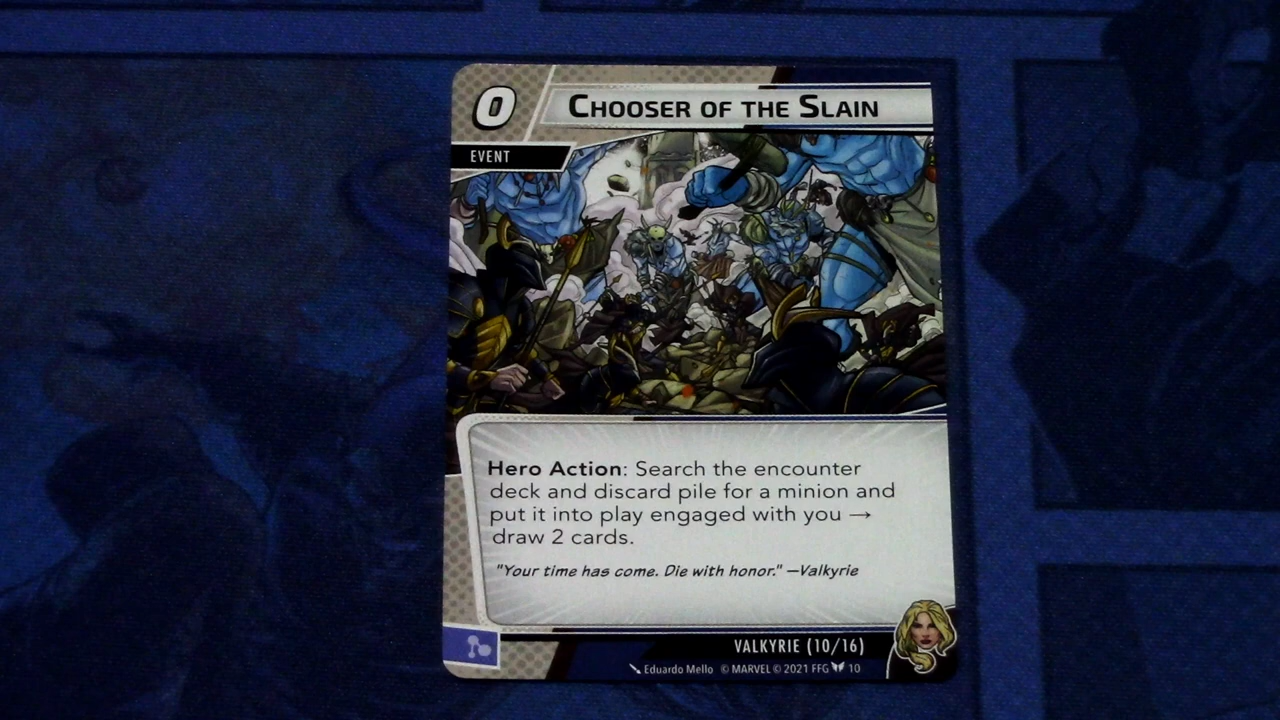 0
CHOOSER OF THE SLAIN
EVENT
Hero Action: Search the encounter
deck and discard pile for a minion and
put it into play engaged with you →
draw 2 cards.
"Your time has come. Die with honor." —Valkyrie
VALKYRIE (10/16)
Eduardo Mello © MARVEL © 2021 FFG 10